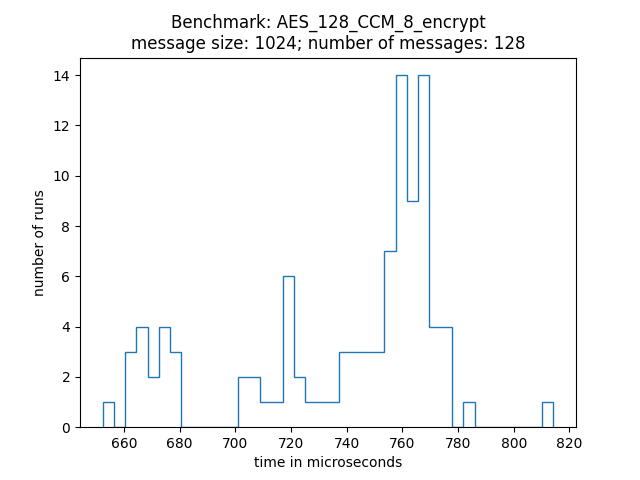 Benchmark: AES_128_CCM_8_encrypt
message size: 1024; number of messages: 128
14
12
10
8
6
4
2
0
number of runs
660 680 700 720 740 760 780 800 820
time in microseconds